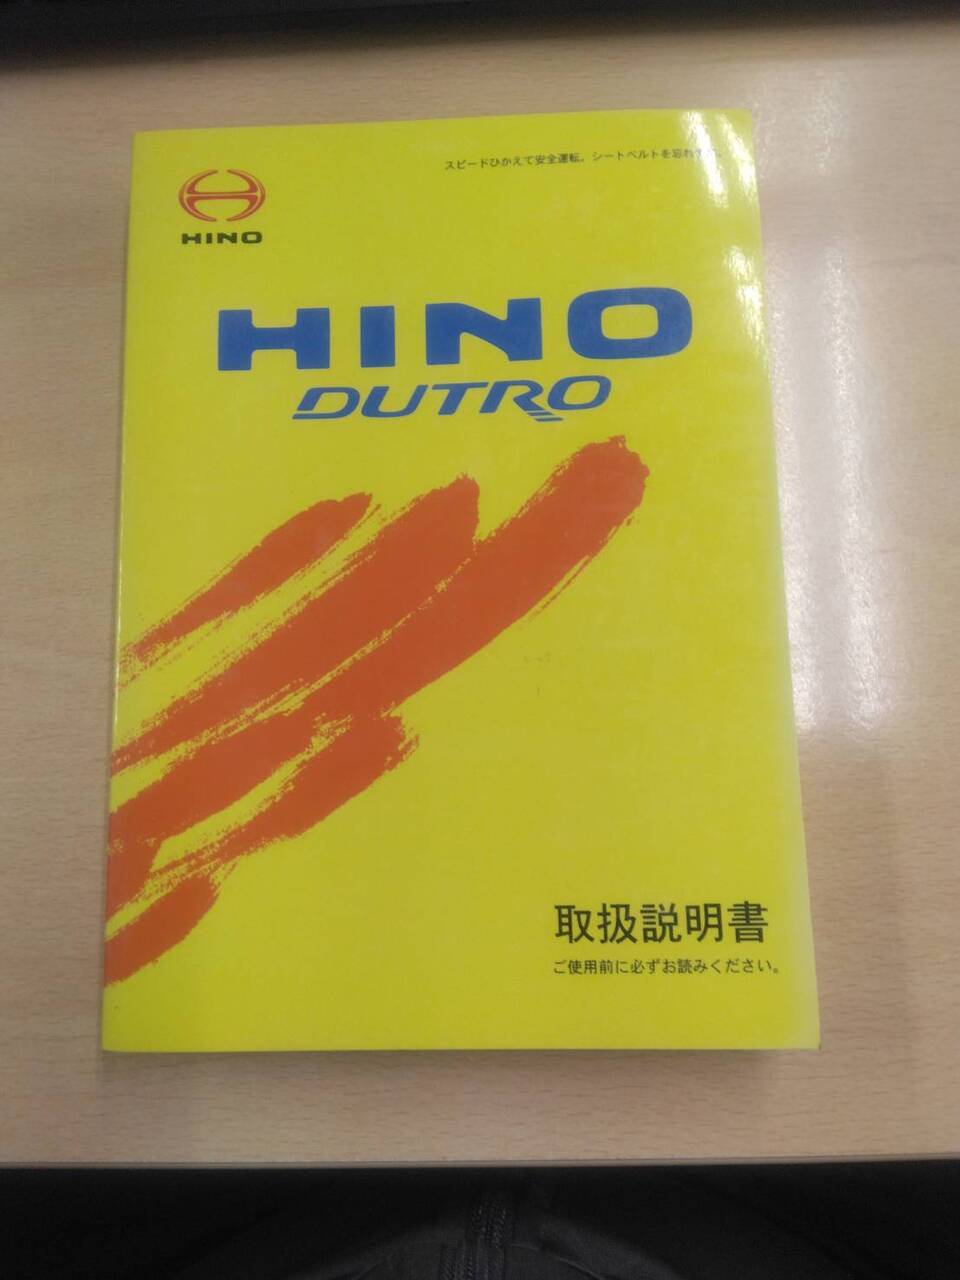 スピードひかえて安全運転。シートベルトを忘れずに。
HINO
HINO
DUTRO
取扱説明書
ご使用前に必ずお読みください。